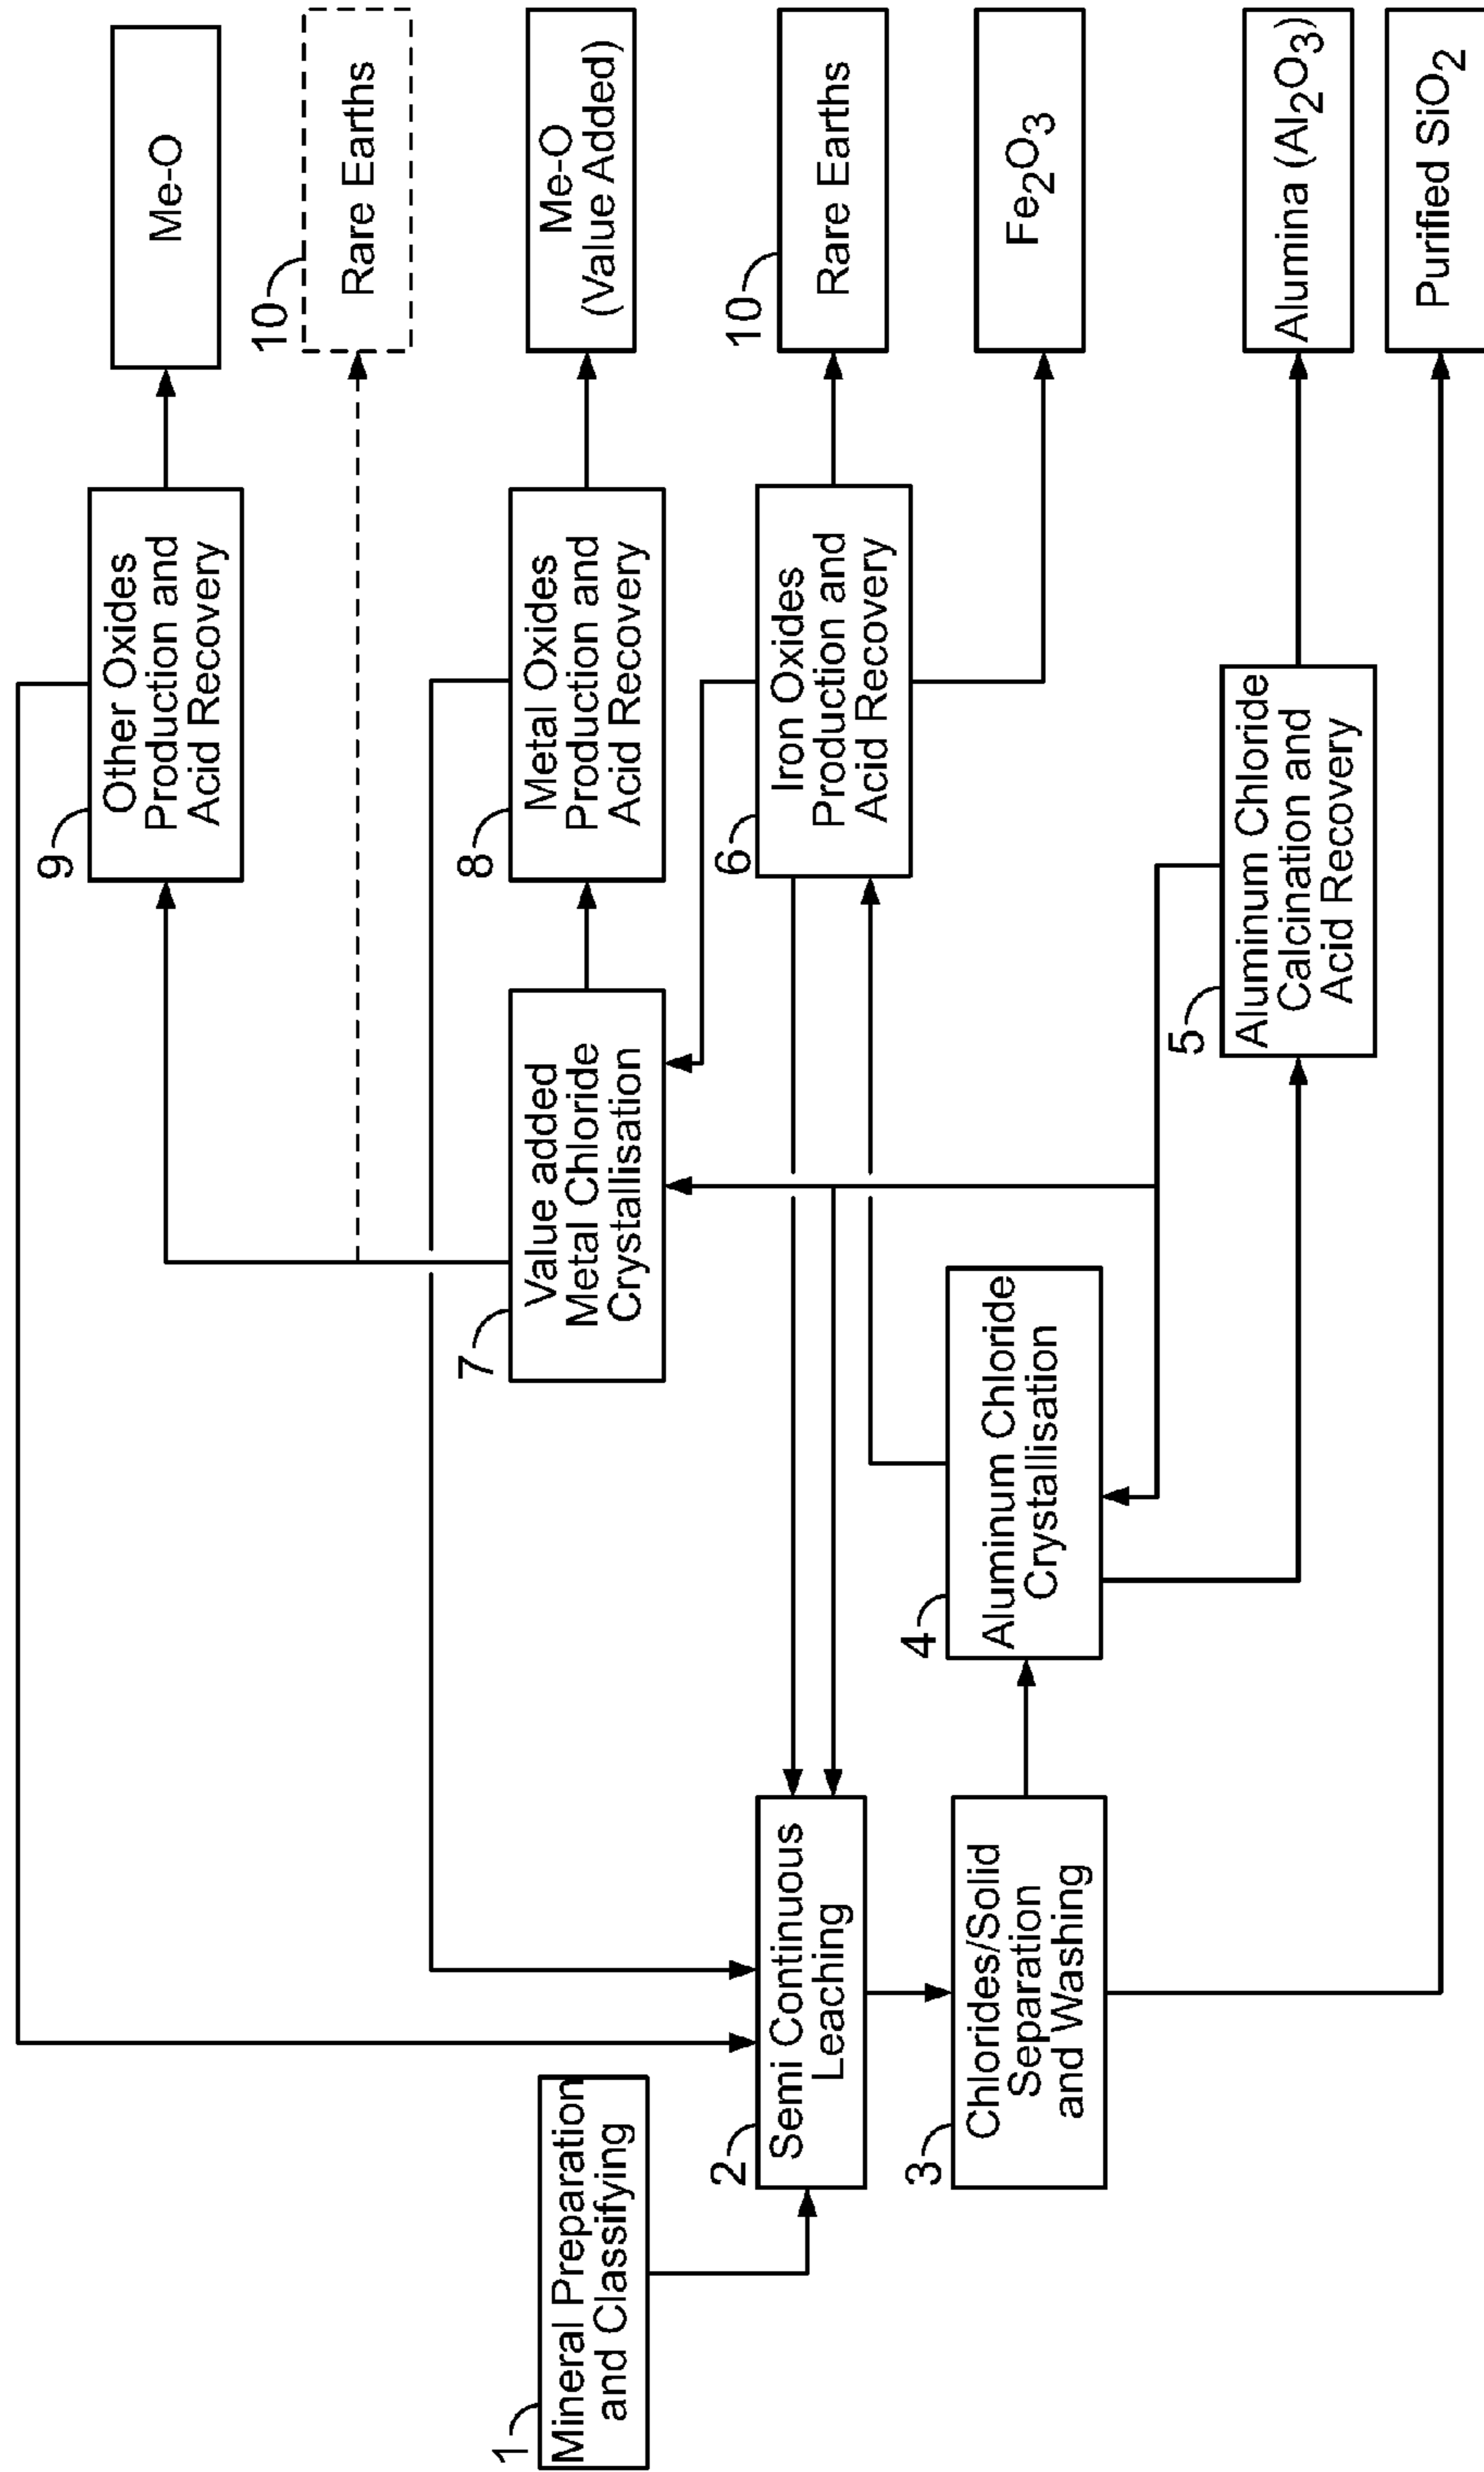 1
Mineral Preparation
and Classifying
2
Semi Continuous
Leaching
3
Chlorides/Solid
Separation
and Washing
4
Aluminum Chloride
Crystallisation
5
Aluminum Chloride
Calcination and
Acid Recovery
6
Iron Oxides
Production and
Acid Recovery
7
Value added
Metal Chloride
Crystallisation
8
Metal Oxides
Production and
Acid Recovery
9
Other Oxides
Production and
Acid Recovery
Me-O
10
Rare Earths
Me-O
(Value Added)
10
Rare Earths
Fe₂O₃
Alumina (Al₂O₃)
Purified SiO₂